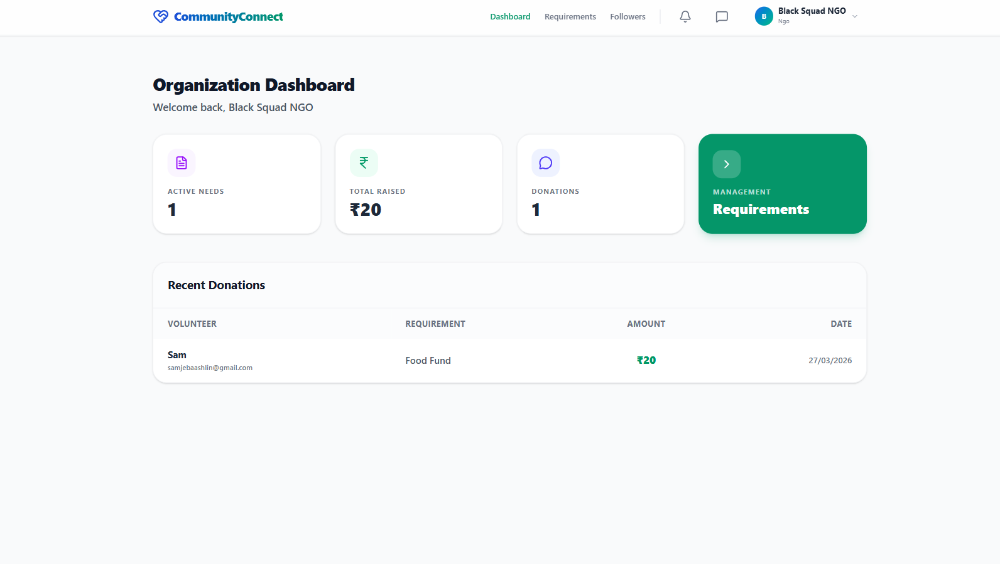 CommunityConnect
Dashboard Requirements Followers
B
Black Squad NGO
Ngo
Organization Dashboard
Welcome back, Black Squad NGO
ACTIVE NEEDS
1
₹
TOTAL RAISED
₹20
DONATIONS
1
MANAGEMENT
Requirements
Recent Donations
VOLUNTEER REQUIREMENT AMOUNT DATE
Sam
samjebaashlin@gmail.com
Food Fund ₹20 27/03/2026